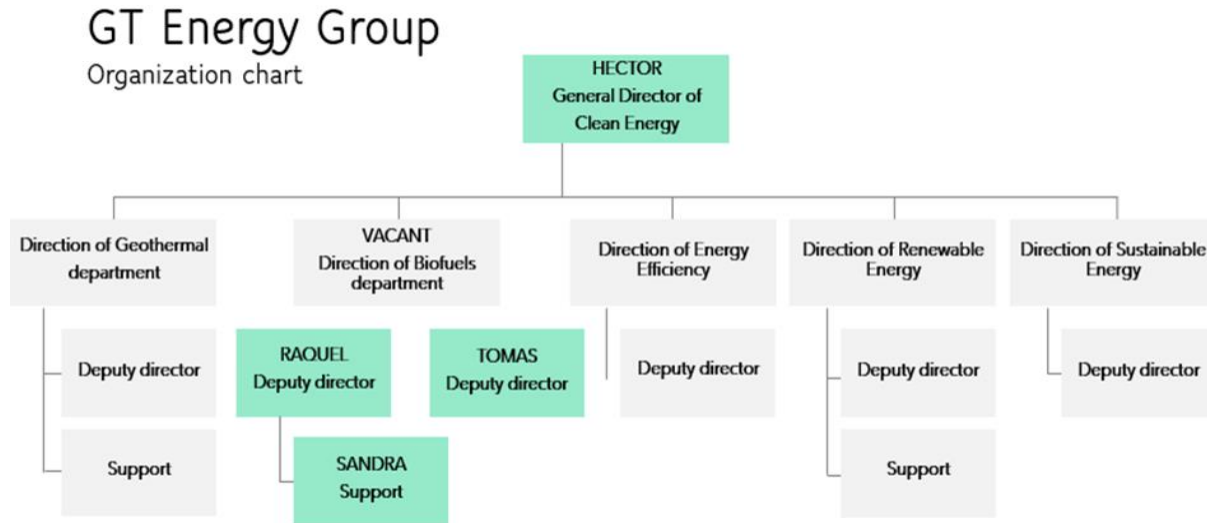 GT Energy Group
Organization chart
HECTOR
General Director of
Clean Energy
Direction of Geothermal
department
VACANT
Direction of Biofuels
department
Direction of Energy
Efficiency
Direction of Renewable
Energy
Direction of Sustainable
Energy
Deputy director
RAQUEL
Deputy director
TOMAS
Deputy director
Deputy director
Deputy director
Deputy director
Support
SANDRA
Support
Support